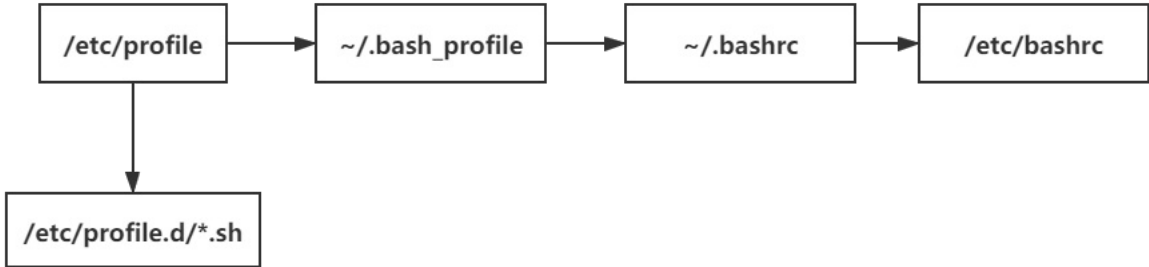 /etc/profile
~/.bash_profile
~/.bashrc
/etc/bashrc
/etc/profile.d/*.sh